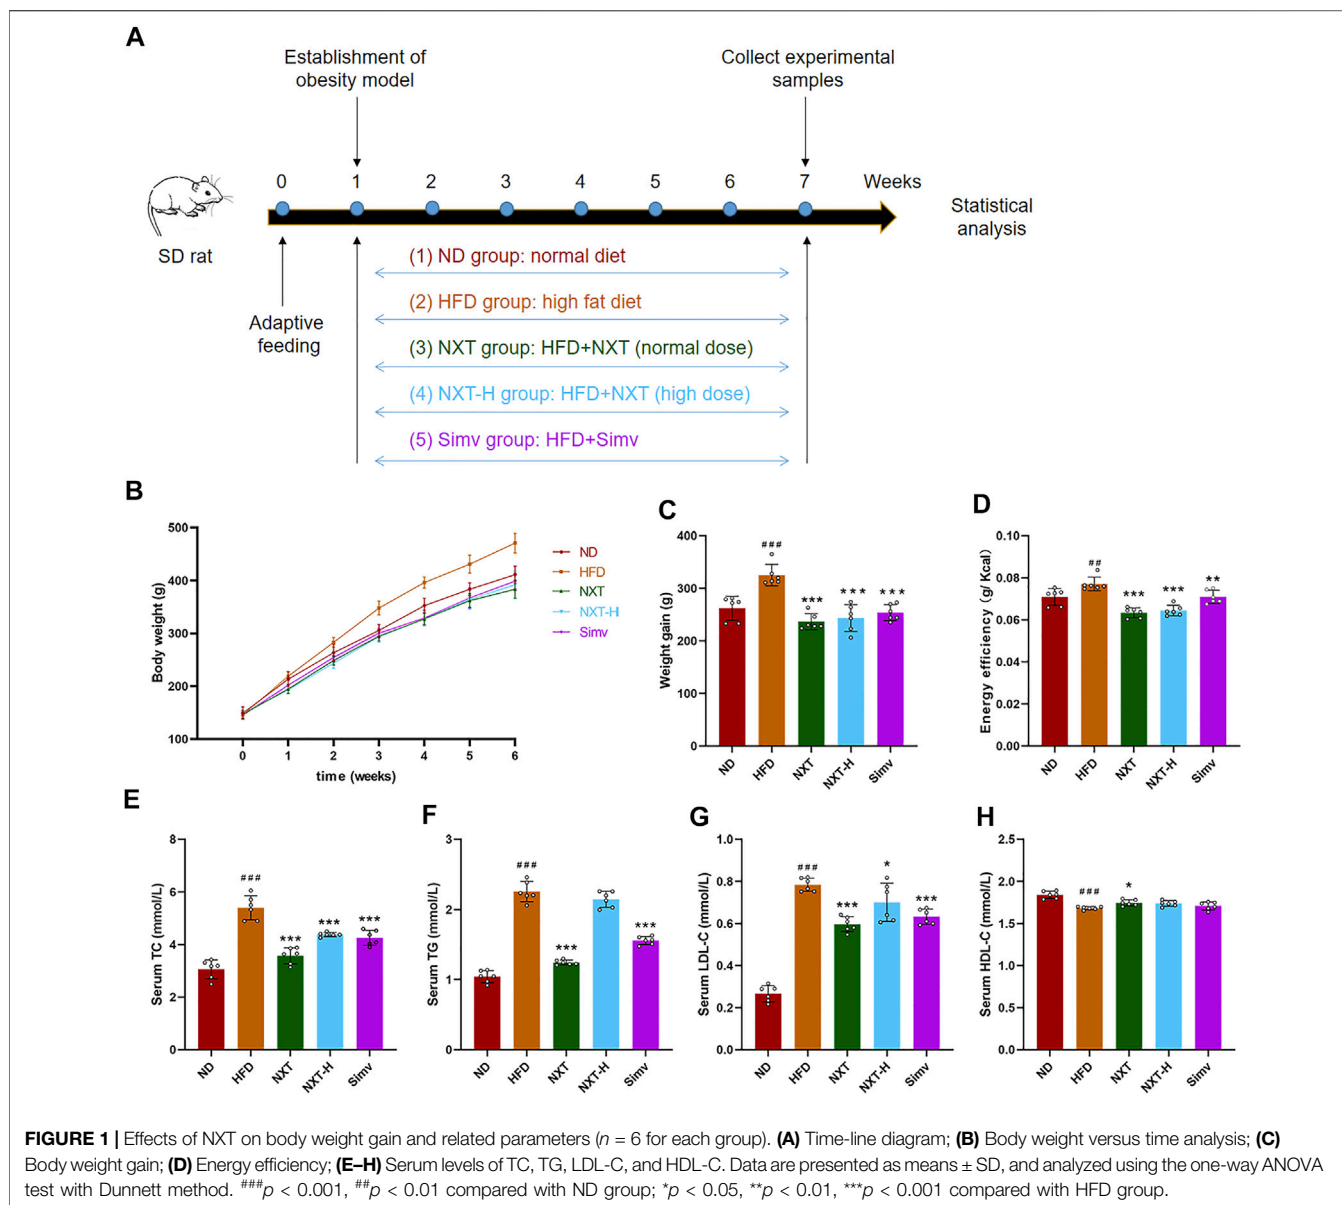 A
Establishment of
obesity model
Collect experimental
samples
0 1 2 3 4 5 6 7 Weeks
SD rat
Statistical
analysis
Adaptive
feeding
(1) ND group: normal diet
(2) HFD group: high fat diet
(3) NXT group: HFD+NXT (normal dose)
(4) NXT-H group: HFD+NXT (high dose)
(5) Simv group: HFD+Simv
B
Body weight (g)
500
400
300
200
100
0 1 2 3 4 5 6
time (weeks)
ND
HFD
NXT
NXT-H
Simv
C
Weight gain (g)
400
300
200
100
0
###
***
***
***
ND HFD NXT NXT-H Simv
D
Energy efficiency (g/ Kcal)
0.10
0.08
0.06
0.04
0.02
0.00
##
***
***
**
ND HFD NXT NXT-H Simv
E
Serum TC (mmol/L)
8
6
4
2
0
###
***
***
***
ND HFD NXT NXT-H Simv
F
Serum TG (mmol/L)
3
2
1
0
###
***
***
ND HFD NXT NXT-H Simv
G
Serum LDL-C (mmol/L)
1.0
0.8
0.6
0.4
0.2
0.0
###
***
*
***
ND HFD NXT NXT-H Simv
H
Serum HDL-C (mmol/L)
2.5
2.0
1.5
1.0
0.5
0.0
###
*
ND HFD NXT NXT-H Simv
FIGURE 1 | Effects of NXT on body weight gain and related parameters (n = 6 for each group). (A) Time-line diagram; (B) Body weight versus time analysis; (C)
Body weight gain; (D) Energy efficiency; (E–H) Serum levels of TC, TG, LDL-C, and HDL-C. Data are presented as means ± SD, and analyzed using the one-way ANOVA
test with Dunnett method. ###p < 0.001, ##p < 0.01 compared with ND group; *p < 0.05, **p < 0.01, ***p < 0.001 compared with HFD group.